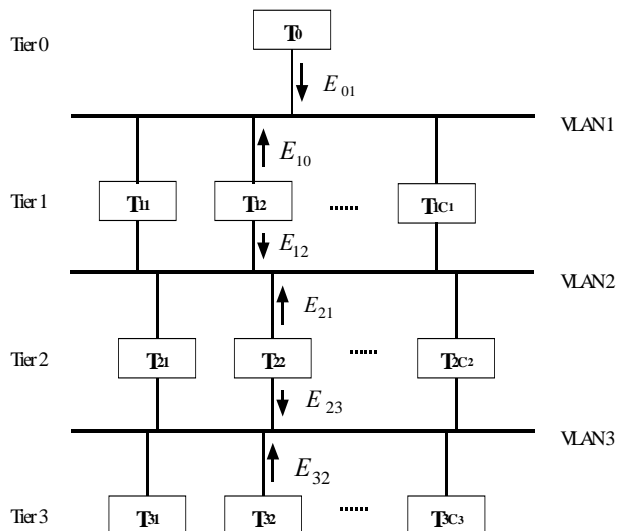 Tier 0
T0
E01
VLAN1
E10
Tier 1
T11
T12
......
T1C1
E12
VLAN2
E21
Tier 2
T21
T22
......
T2C2
E23
VLAN3
E32
Tier 3
T31
T32
......
T3C3